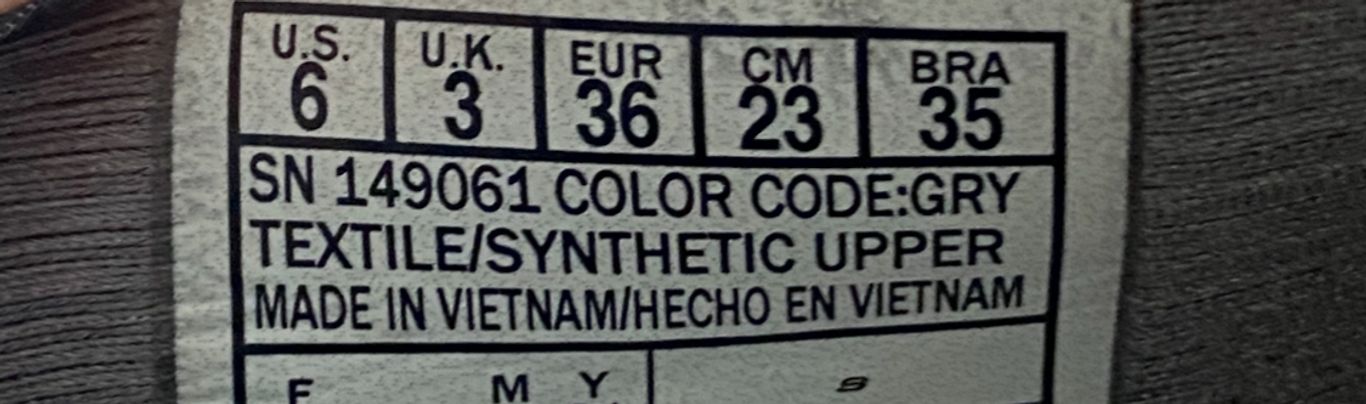 U.S. U.K. EUR CM BRA
6 3 36 23 35
SN 149061 COLOR CODE:GRY
TEXTILE/SYNTHETIC UPPER
MADE IN VIETNAM/HECHO EN VIETNAM
M Y